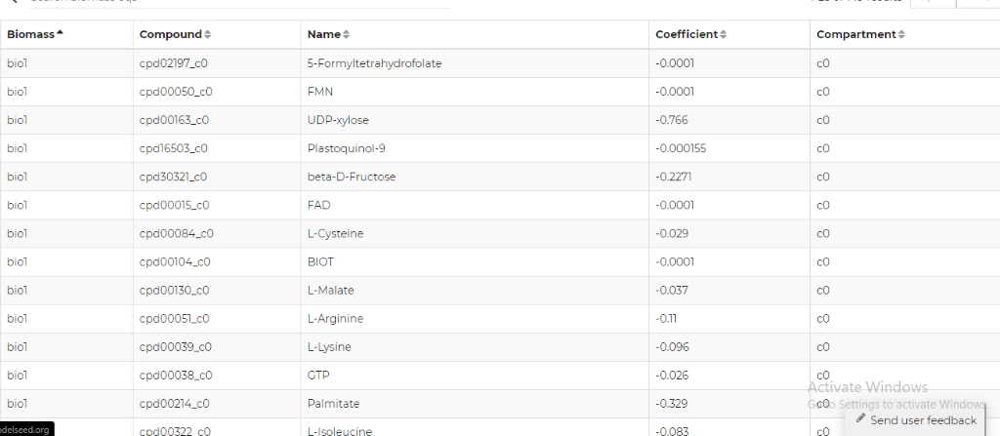 Biomass Compound Name Coefficient Compartment
bio1 cpd02197_c0 5-Formyltetrahydrofolate -0.0001 c0
bio1 cpd00050_c0 FMN -0.0001 c0
bio1 cpd00163_c0 UDP-xylose -0.766 c0
bio1 cpd16503_c0 Plastoquinol-9 -0.000155 c0
bio1 cpd30321_c0 beta-D-Fructose -0.2271 c0
bio1 cpd00015_c0 FAD -0.0001 c0
bio1 cpd00084_c0 L-Cysteine -0.029 c0
bio1 cpd00104_c0 BIOT -0.0001 c0
bio1 cpd00130_c0 L-Malate -0.037 c0
bio1 cpd00051_c0 L-Arginine -0.11 c0
bio1 cpd00039_c0 L-Lysine -0.096 c0
bio1 cpd00038_c0 GTP -0.026 c0
Activate Windows
bio1 cpd00214_c0 Palmitate -0.329 c0
Go to Settings to activate Windows.
Send user feedback
delseed.org
bio1 cpd00322_c0 L-Isoleucine -0.083 c0